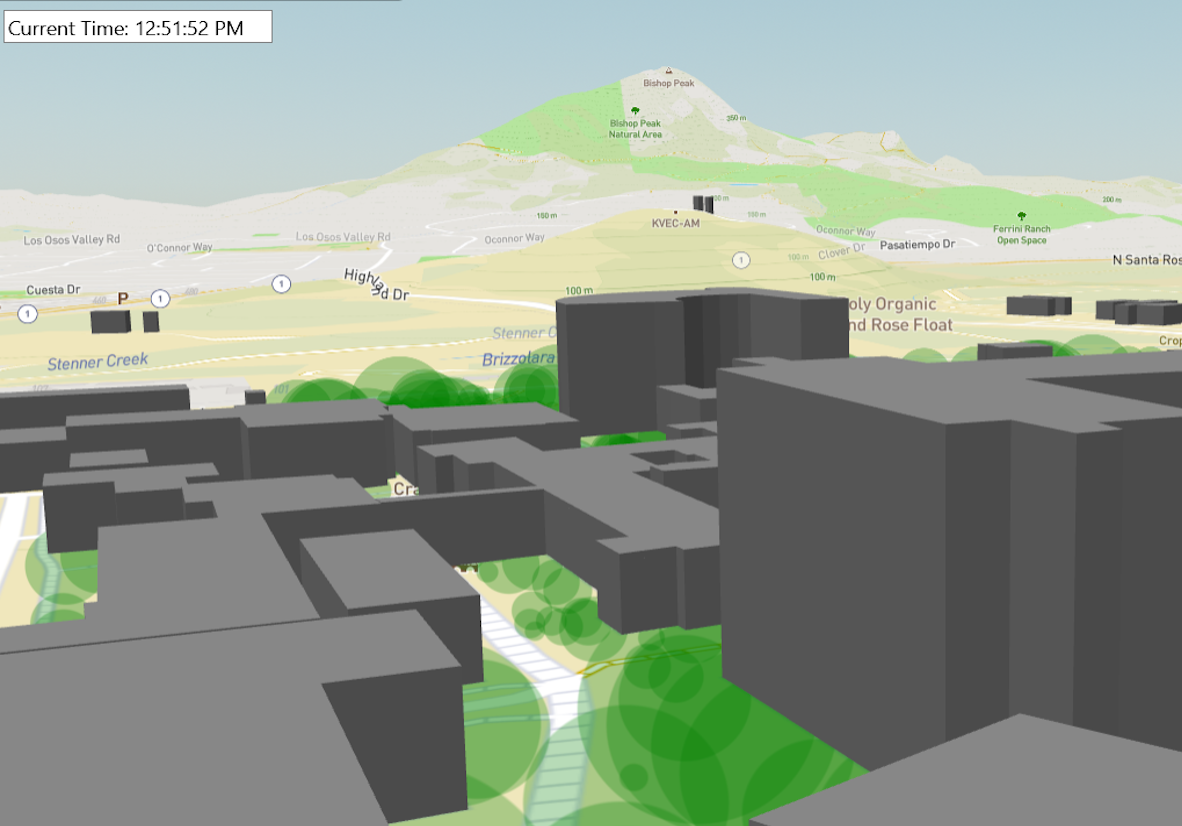 Current Time: 12:51:52 PM
Bishop Peak
Bishop Peak
Natural Area
350 m
200 m
150 m
150 m
KVEC-AM
Ferrini Ranch
Open Space
Los Osos Valley Rd
O'Connor Way
Los Osos Valley Rd
Oconnor Way
Oconnor Way
Clover Dr
Pasatiempo Dr
N Santa Ros
1
100 m
100 m
100 m
Highla
d Dr
Cuesta Dr
P
1
1
1
oly Organic
nd Rose Float
Stenner C
Brizzolara
Stenner Creek
Crop
101
Cra